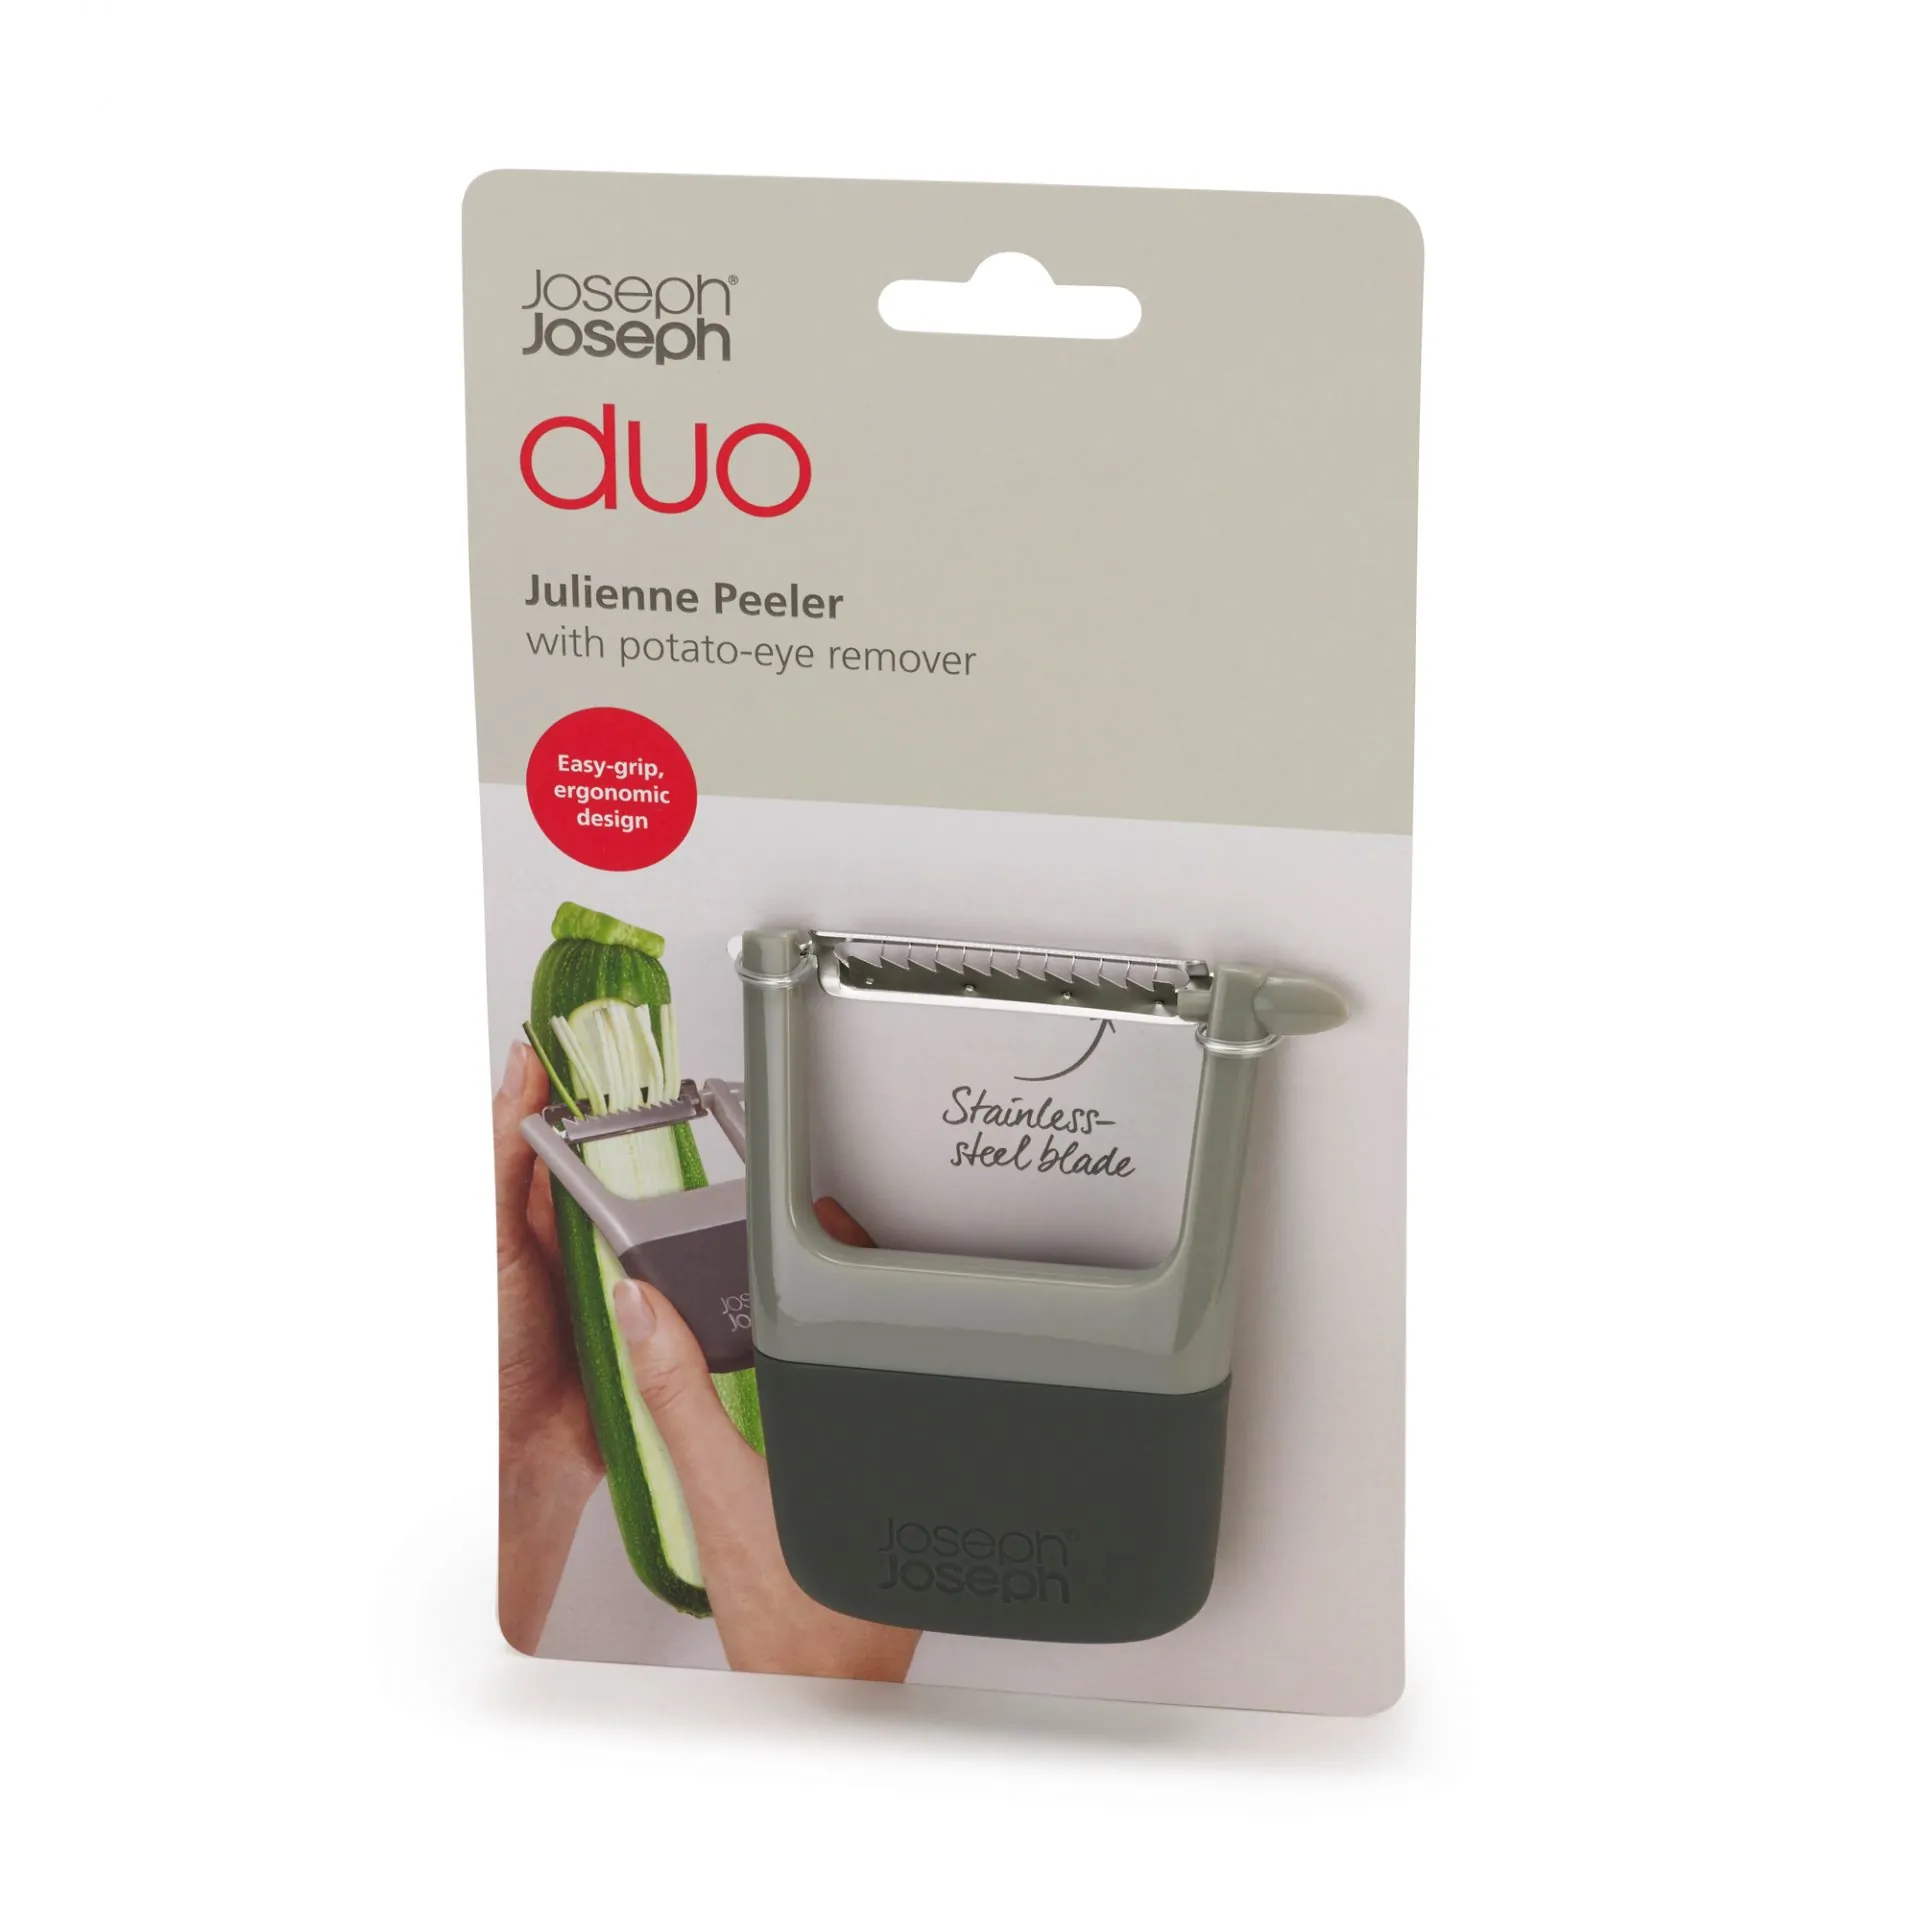 Joseph®
Joseph
duo
Julienne Peeler
with potato-eye remover
Easy-grip,
ergonomic
design
Stainless-
steel blade
Joseph®
Joseph